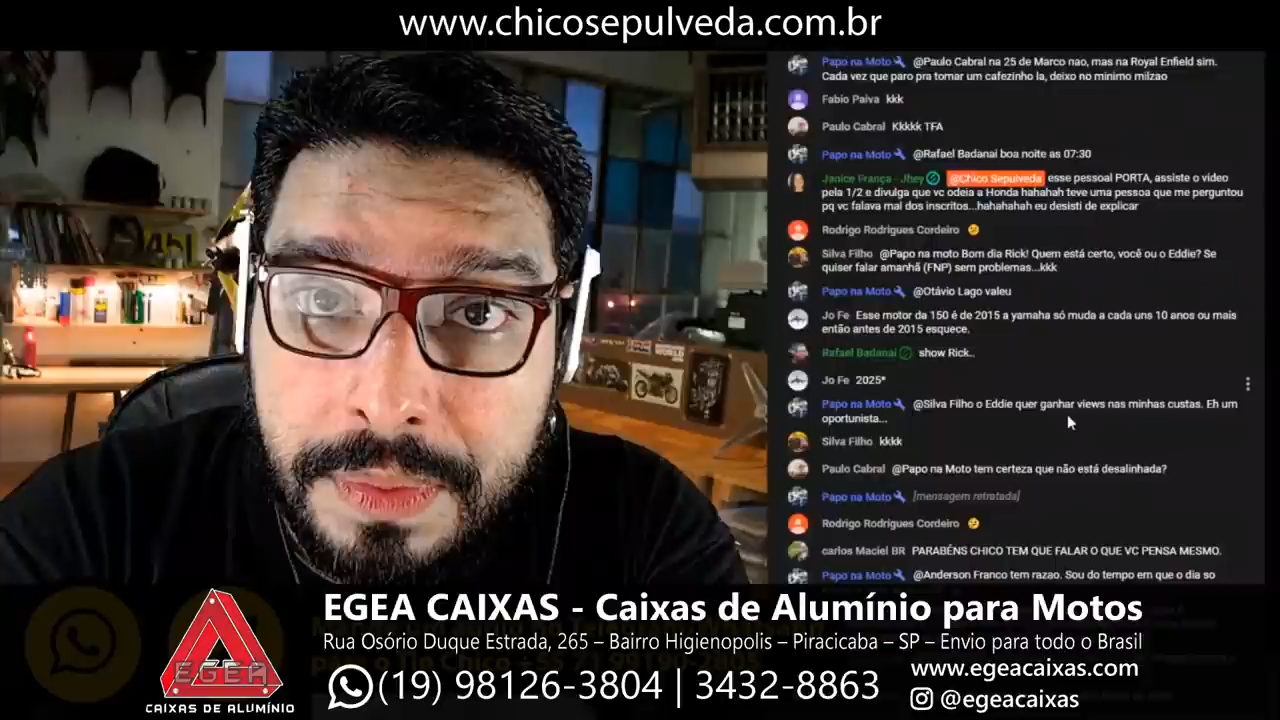 www.chicosepulveda.com.br
Papo na Moto @Paulo Cabral na 25 de Marco nao, mas na Royal Enfield sim.
Cada vez que paro pra tomar um cafezinho la, deixo no minimo milzao
Fabio Paiva kkk
Paulo Cabral Kkkkk TFA
Papo na Moto @Rafael Badanai boa noite as 07:30
Janice França - Jhey @Chico Sepulveda esse pessoal PORTA, assiste o vídeo
pela 1/2 e divulga que vc odeia a Honda hahahah teve uma pessoa que me perguntou
pq vc falava mal dos inscritos...hahahahah eu desisti de explicar
Rodrigo Rodrigues Cordeiro
Silva Filho @Papo na moto Bom dia Rick! Quem está certo, você ou o Eddie? Se
quiser falar amanhã (FNP) sem problemas...kkk
Papo na Moto @Otávio Lago valeu
Jo Fe Esse motor da 150 é de 2015 a yamaha só muda a cada uns 10 anos ou mais
então antes de 2015 esquece.
Rafael Badanai show Rick..
Jo Fe 2025*
Papo na Moto @Silva Filho o Eddie quer ganhar views nas minhas custas. Eh um
oportunista...
Silva Filho kkkk
Paulo Cabral @Papo na Moto tem certeza que não está desalinhada?
Papo na Moto [mensagem retratada]
Rodrigo Rodrigues Cordeiro
carlos Maciel BR PARABÉNS CHICO TEM QUE FALAR O QUE VC PENSA MESMO.
Papo na Moto @Anderson Franco tem razao. Sou do tempo em que o dia so
EGEA CAIXAS - Caixas de Alumínio para Motos
Rua Osório Duque Estrada, 265 – Bairro Higienopolis – Piracicaba – SP – Envio para todo o Brasil
(19) 98126-3804 | 3432-8863
www.egeacaixas.com
@egeacaixas
EGEA
CAIXAS DE ALUMÍNIO